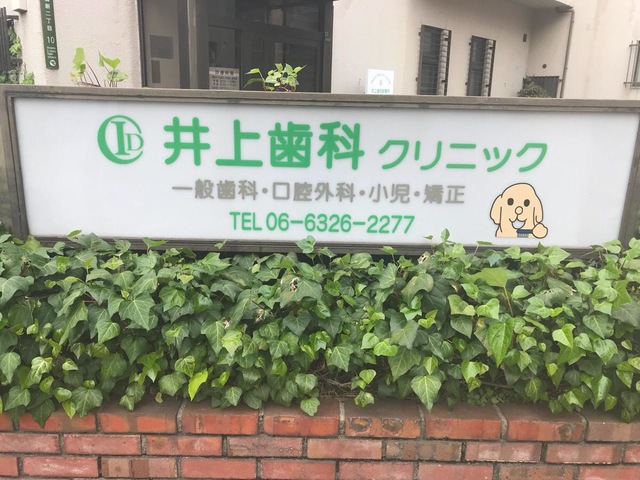 井上歯科 クリニック
一般歯科・口腔外科・小児・矯正
TEL 06-6326-2277